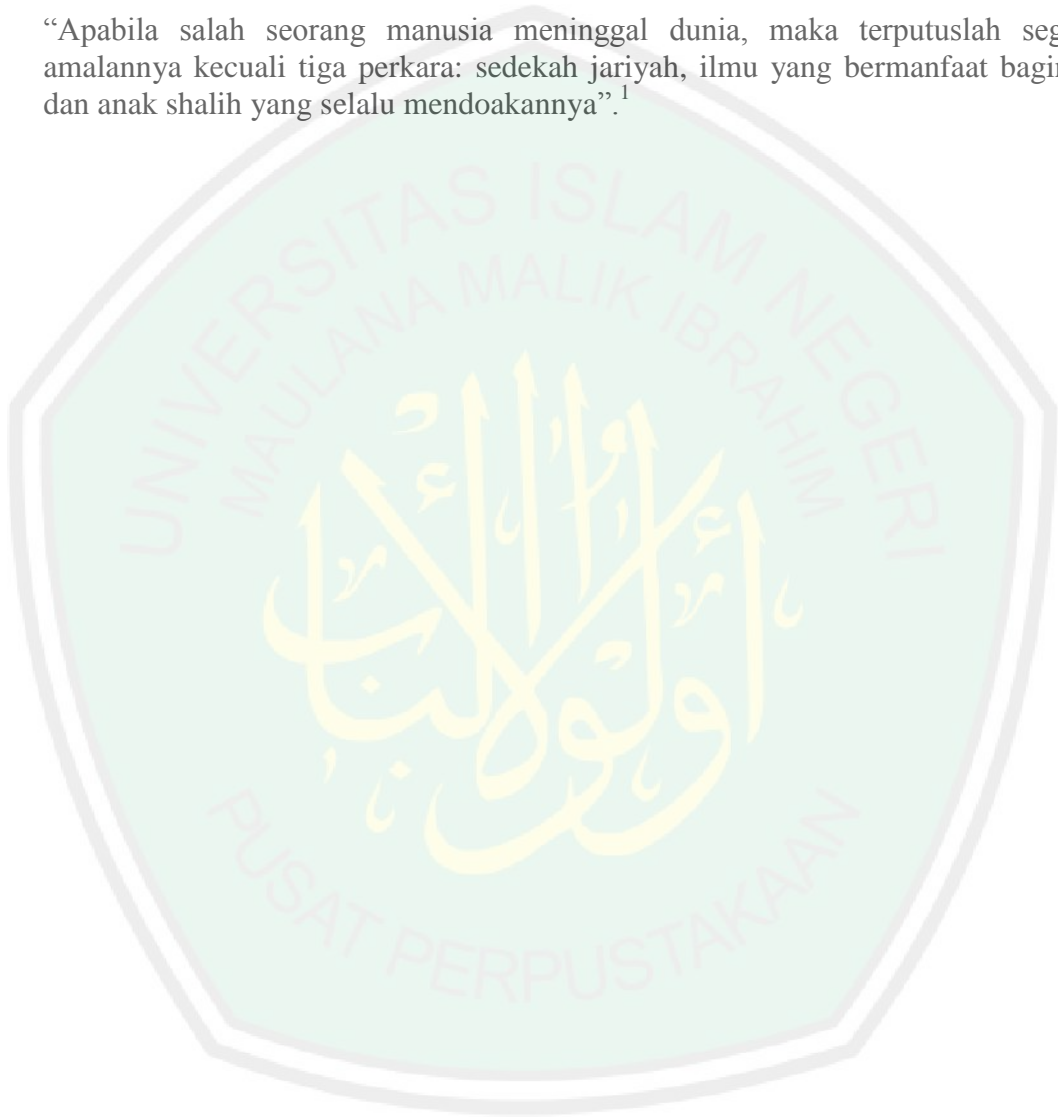 “Apabila salah seorang manusia meninggal dunia, maka terputuslah seg
amalannya kecuali tiga perkara: sedekah jariyah, ilmu yang bermanfaat bagin
dan anak shalih yang selalu mendoakannya”.1
UNIVERSITAS ISLAM NEGERI
MAULANA MALIK IBRAHIM
أولوا الألباب
PUSAT PERPUSTAKAAN